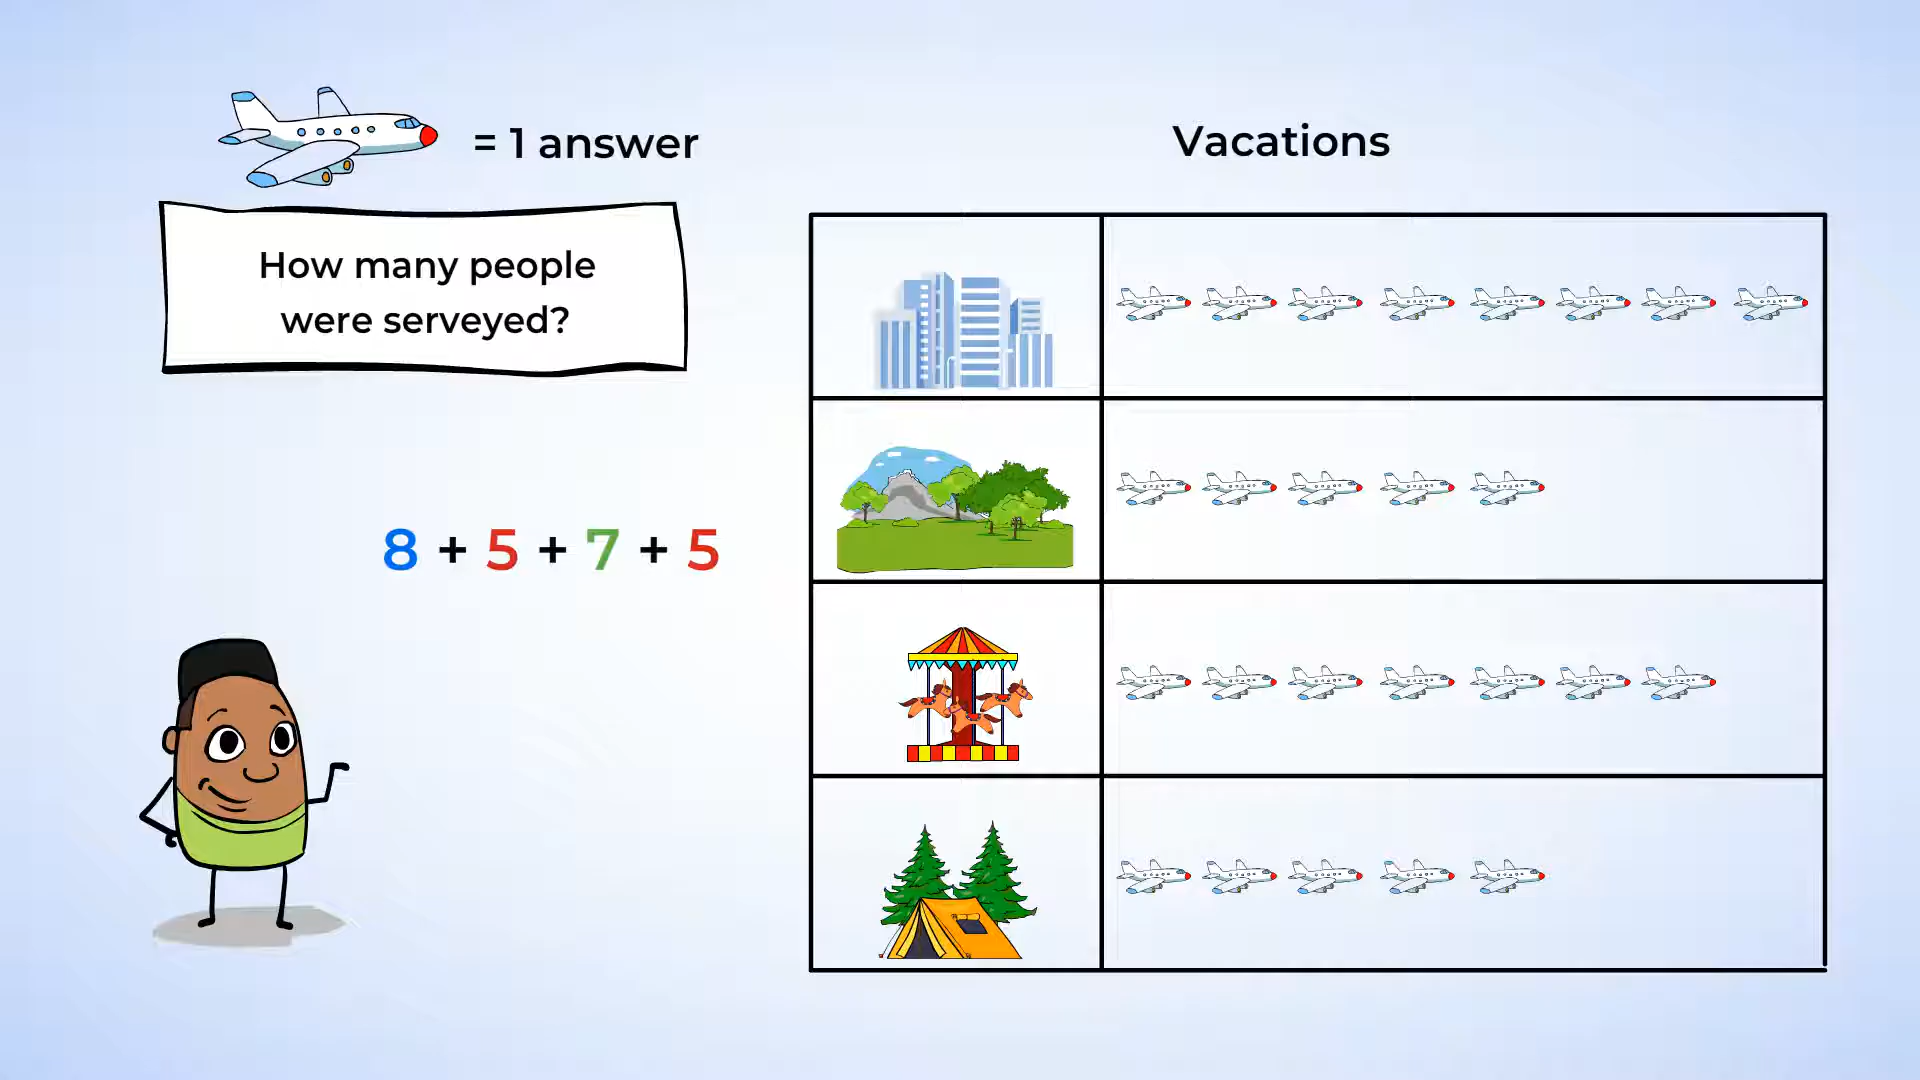 = 1 answer
How many people
were serveyed?
8 + 5 + 7 + 5
Vacations